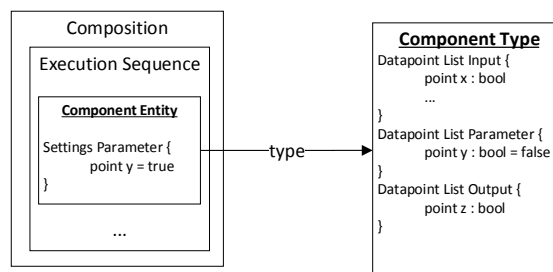 Composition
Execution Sequence
Component Entity
Settings Parameter {
point y = true
}
...
type
Component Type
Datapoint List Input {
point x : bool
...
}
Datapoint List Parameter {
point y : bool = false
}
Datapoint List Output {
point z : bool
}